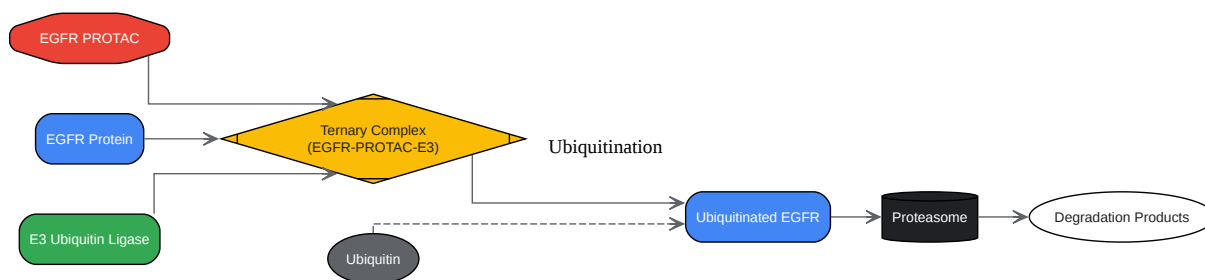 EGFR PROTAC
EGFR Protein
E3 Ubiquitin Ligase
Ternary Complex
(EGFR-PROTAC-E3)
Ubiquitination
Ubiquitin
Ubiquitinated EGFR
Proteasome
Degradation Products